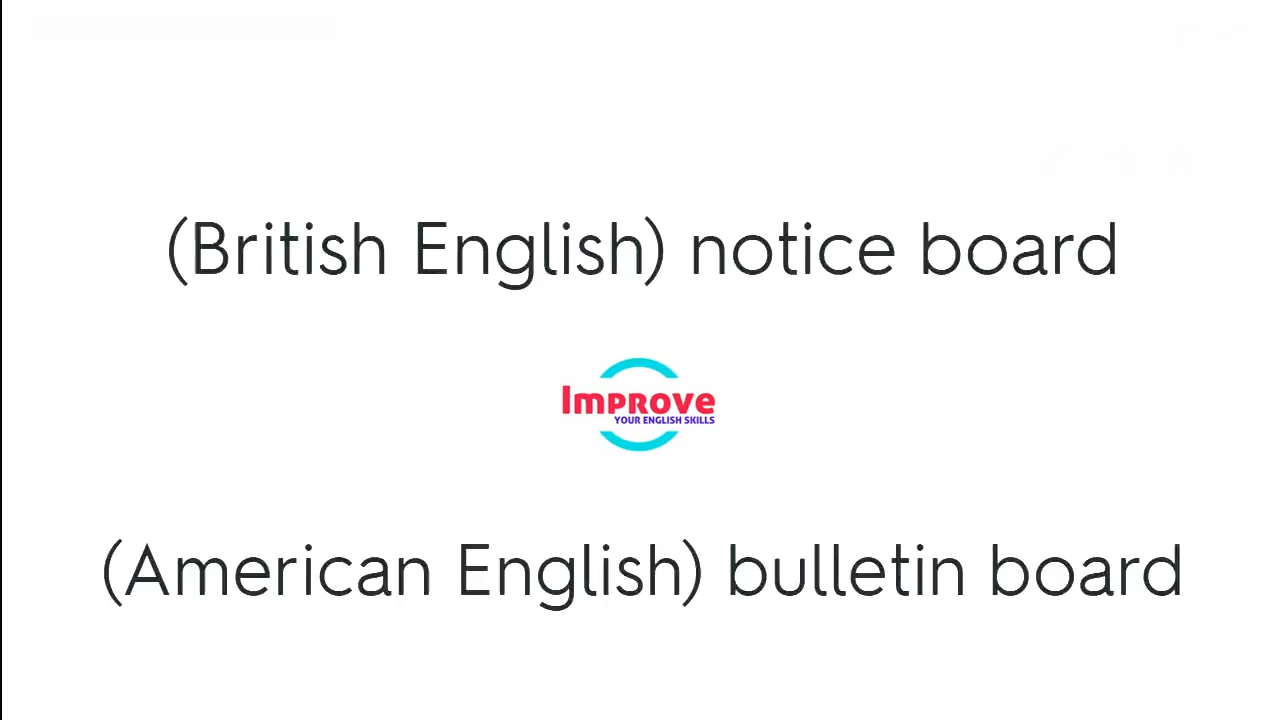 (British English) notice board
Improve
YOUR ENGLISH SKILLS
(American English) bulletin board